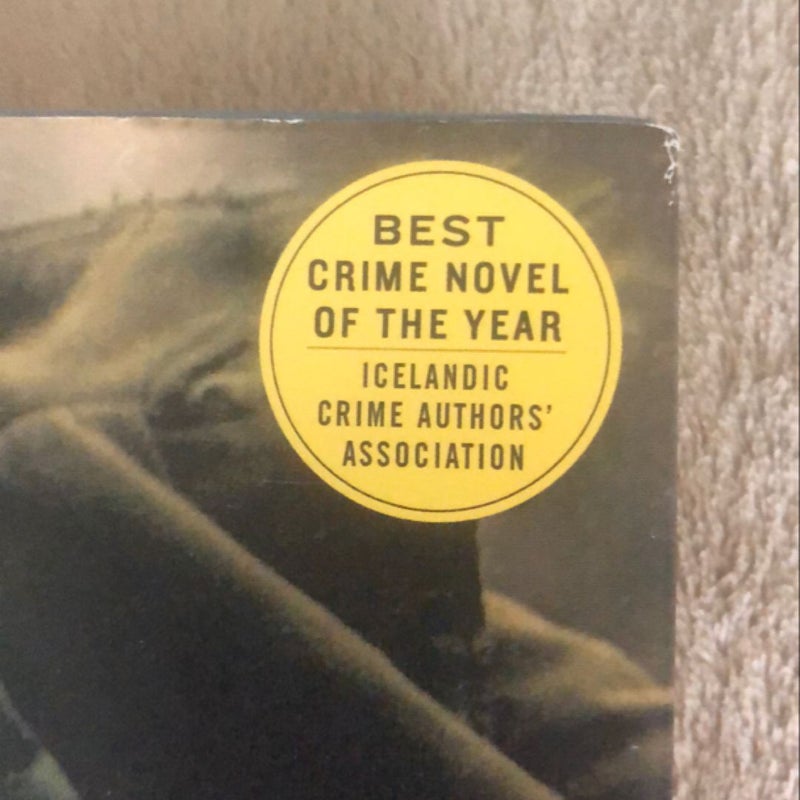 BEST
CRIME NOVEL
OF THE YEAR
ICELANDIC
CRIME AUTHORS'
ASSOCIATION